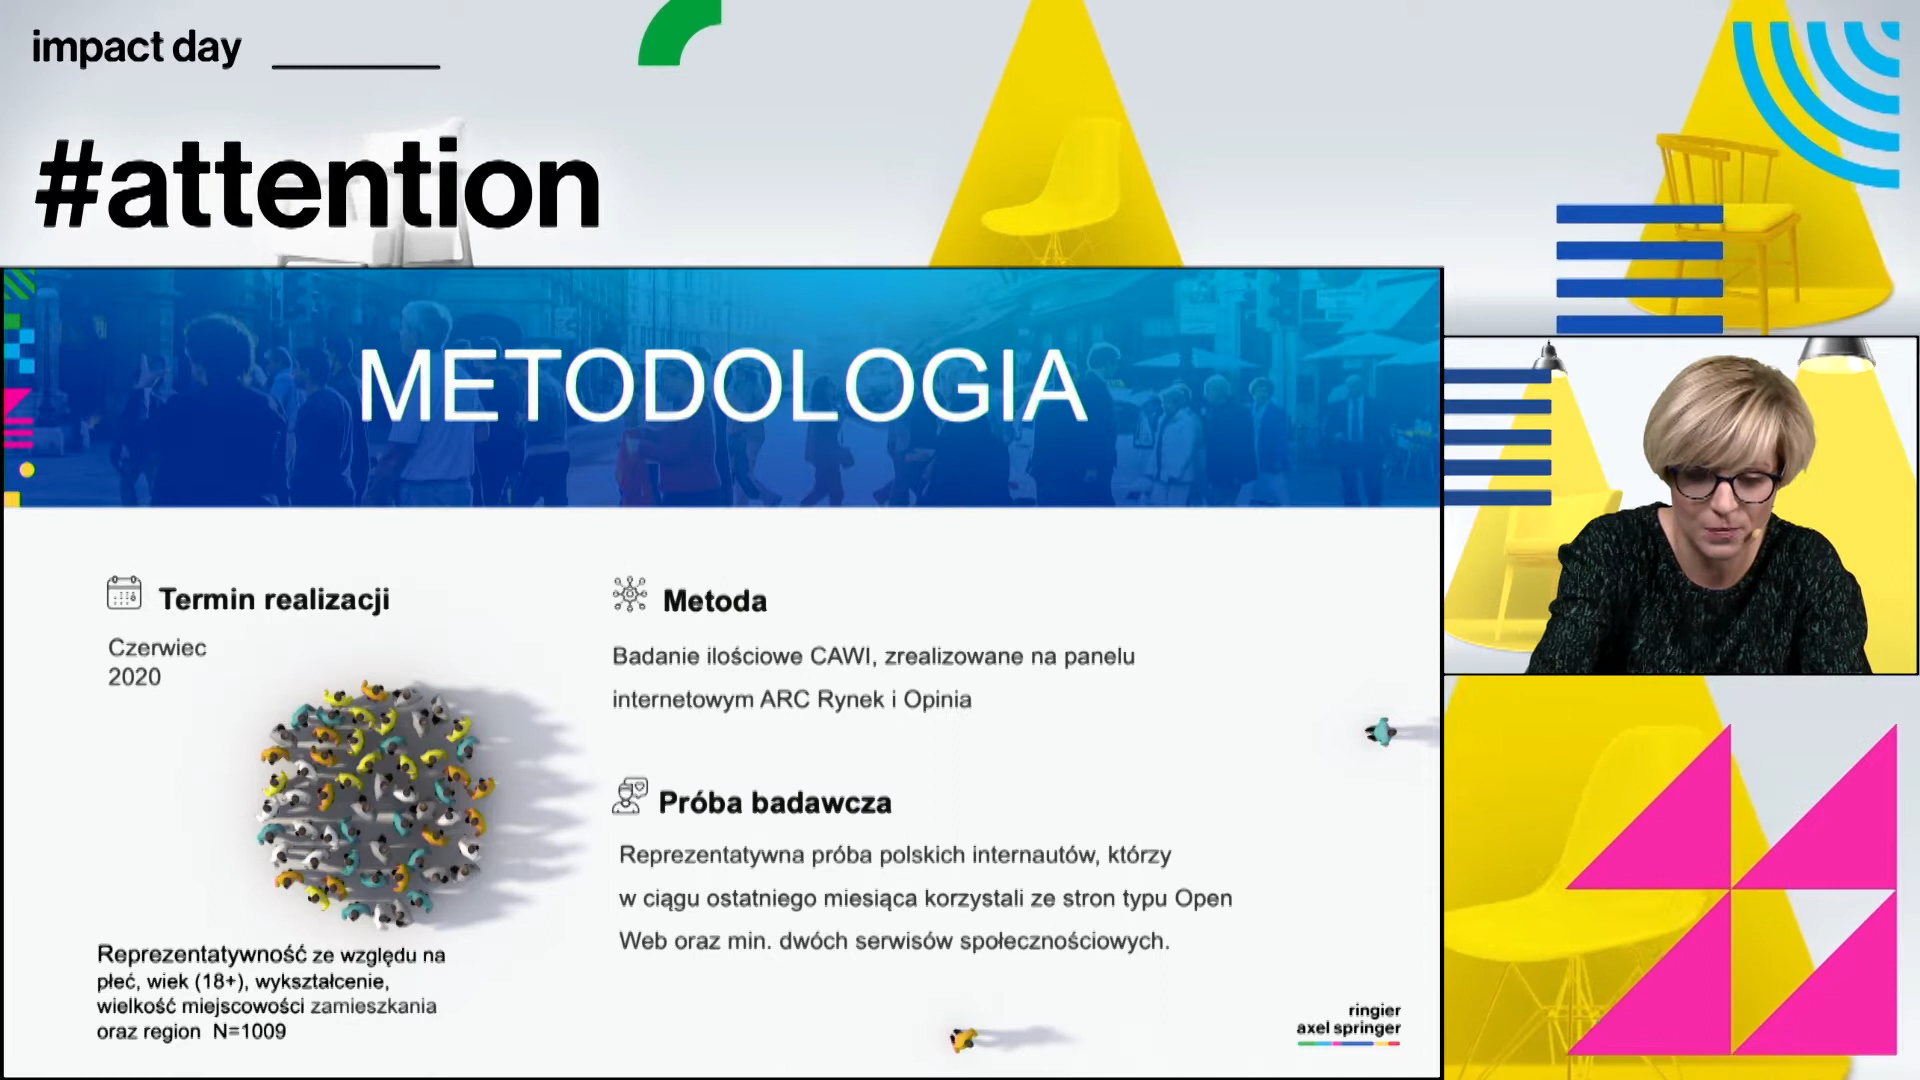 impact day
#attention
METODOLOGIA
Termin realizacji
Czerwiec
2020
Reprezentatywność ze względu na
płeć, wiek (18+), wykształcenie,
wielkość miejscowości zamieszkania
oraz region N=1009
Metoda
Badanie ilościowe CAWI, zrealizowane na panelu
internetowym ARC Rynek i Opinia
Próba badawcza
Reprezentatywna próba polskich internautów, którzy
w ciągu ostatniego miesiąca korzystali ze stron typu Open
Web oraz min. dwóch serwisów społecznościowych.
ringier
axel springer